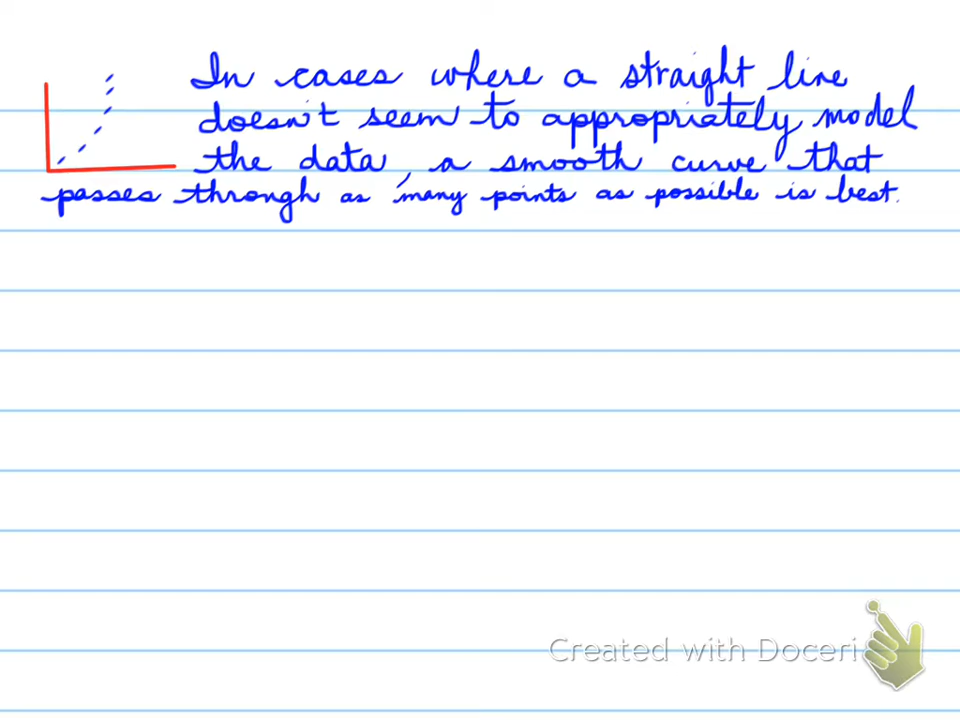 In cases where a straight line
doesn't seem to appropriately model
the data, a smooth curve that
passes through as many points as possible is best.
Created with Doceri